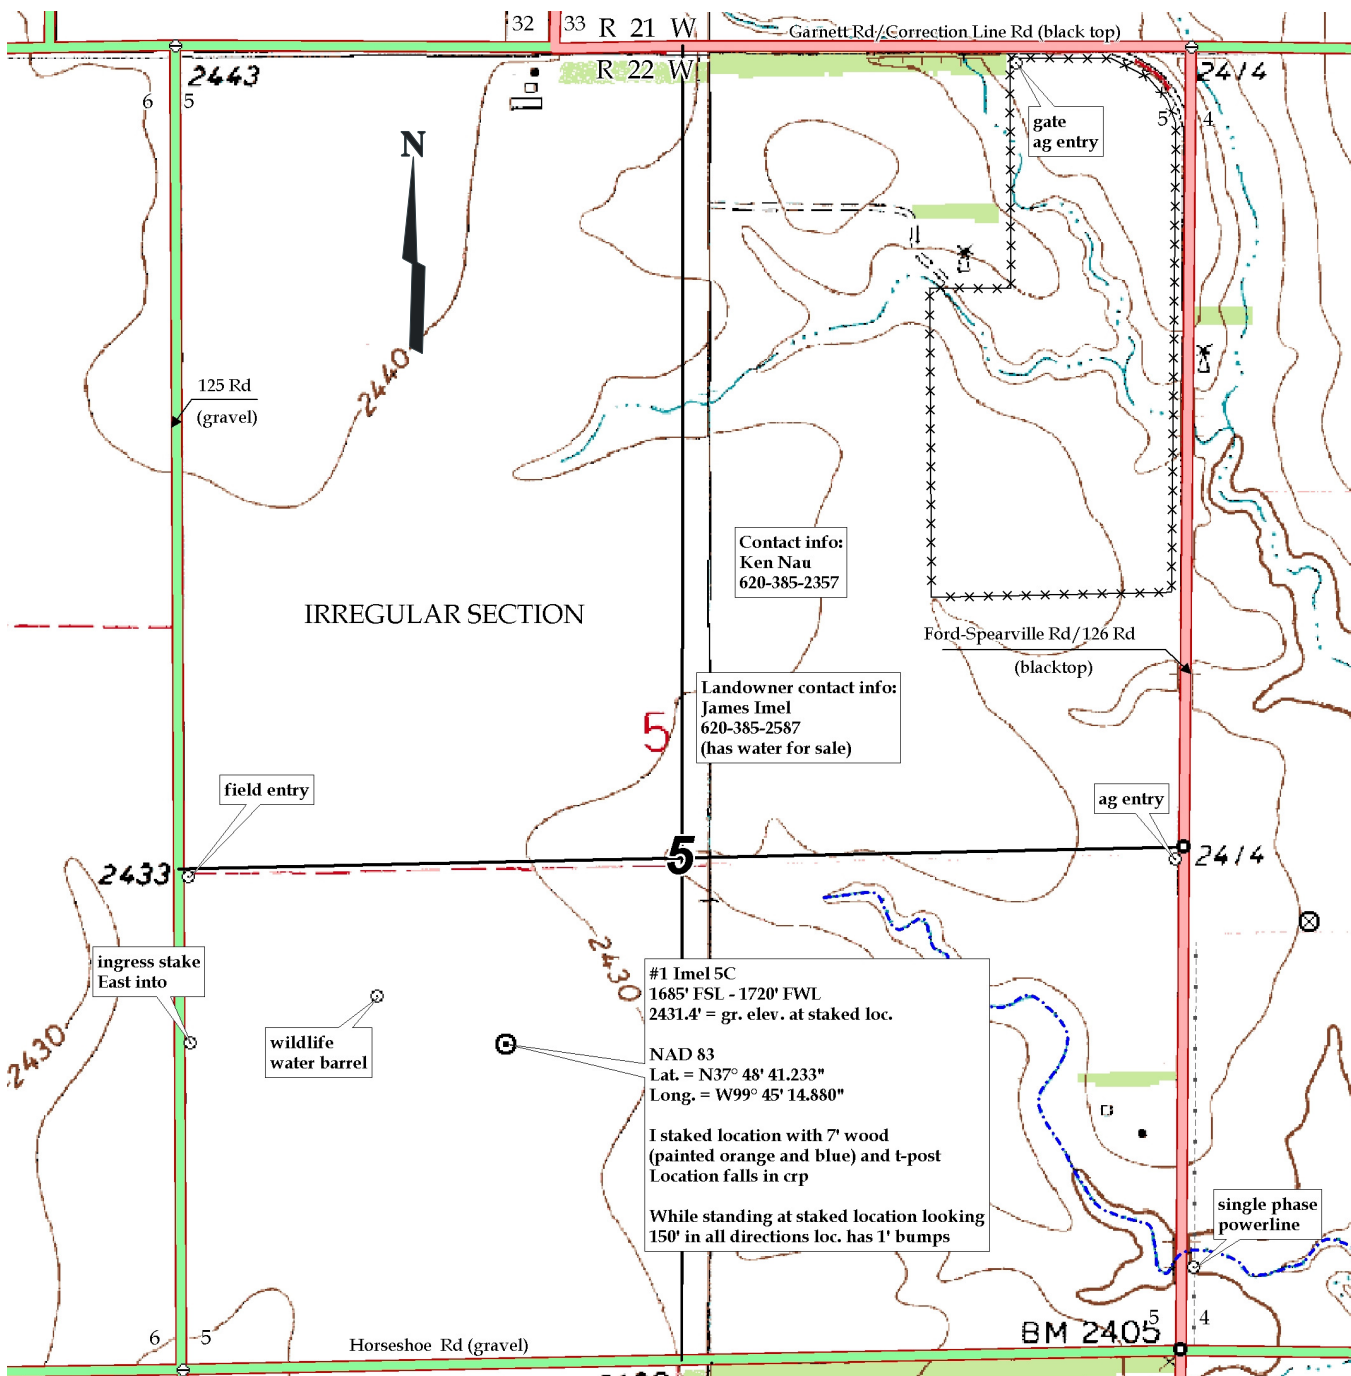 32
33
R 21 W
Garnett Rd/Correction Line Rd (black top)
R 22 W
2443
2414
6
5
5
4
gate
ag entry
N
2440
125 Rd
(gravel)
Contact info:
Ken Nau
620-385-2357
IRREGULAR SECTION
Ford-Spearville Rd/126 Rd
(blacktop)
Landowner contact info:
James Imel
620-385-2587
(has water for sale)
5
field entry
ag entry
5
2414
2433
2430
ingress stake
East into
#1 Imel 5C
1685' FSL - 1720' FWL
2431.4' = gr. elev. at staked loc.
NAD 83
Lat. = N37° 48' 41.233"
Long. = W99° 45' 14.880"
I staked location with 7' wood
(painted orange and blue) and t-post
Location falls in crp
While standing at staked location looking
150' in all directions loc. has 1' bumps
wildlife
water barrel
2430
single phase
powerline
6
5
Horseshoe Rd (gravel)
BM 2405
5
4